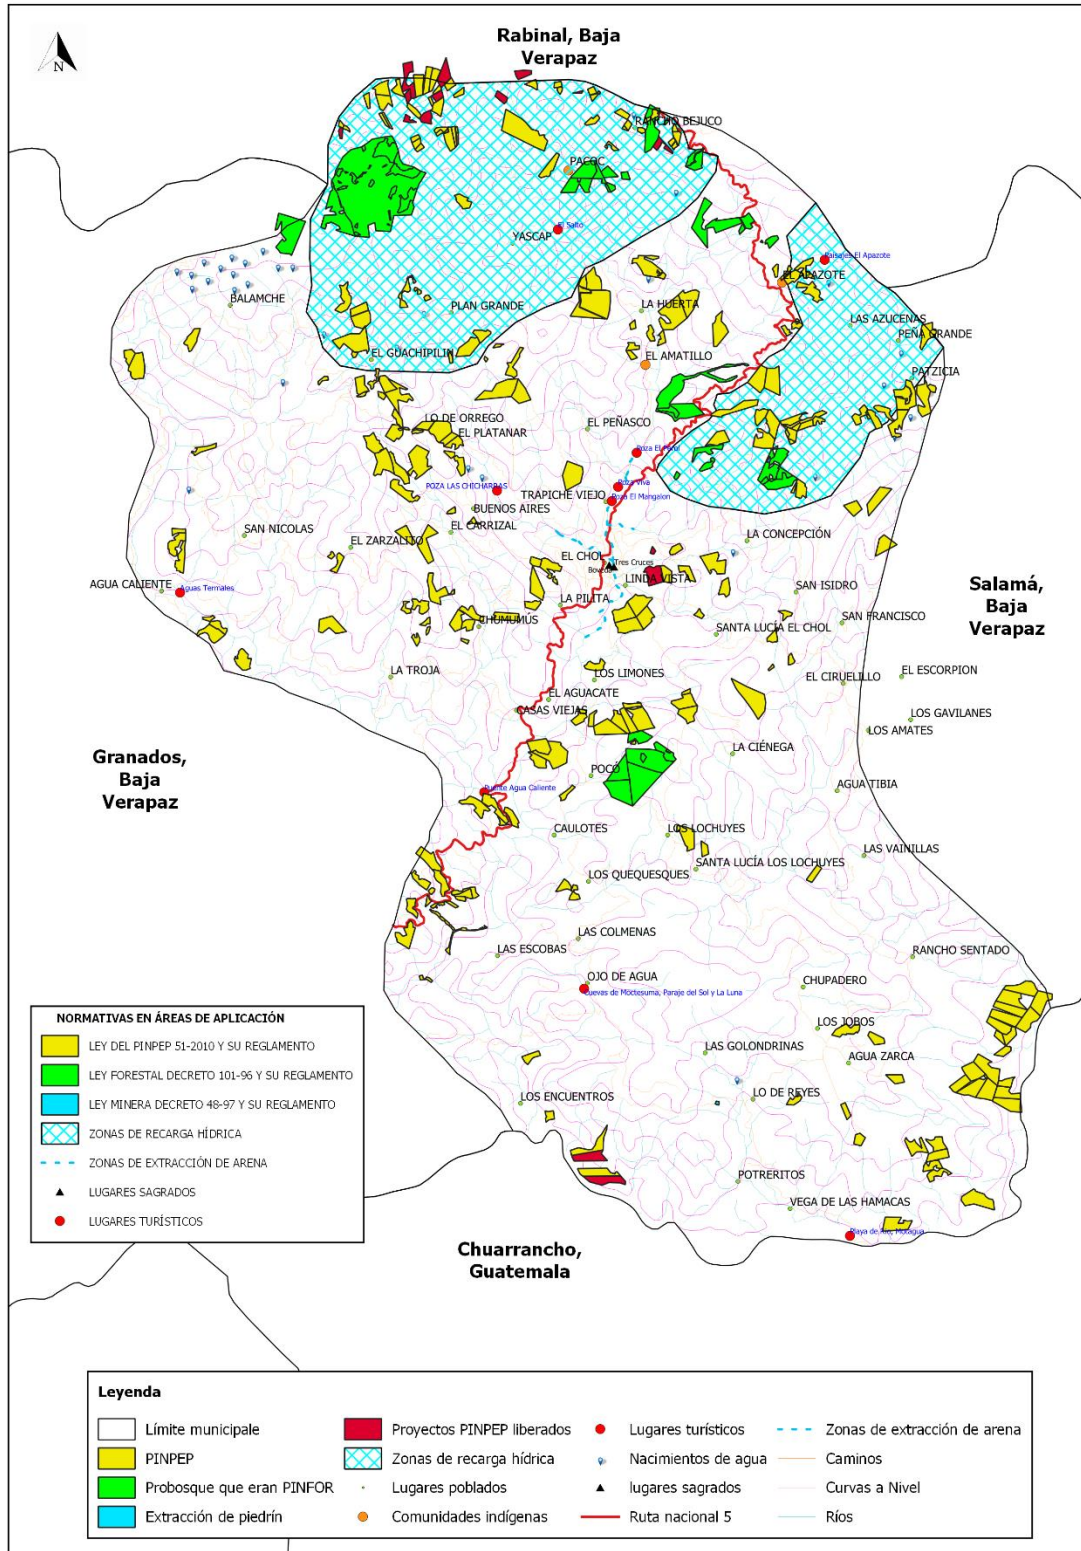 Rabinal, Baja
Verapaz
N
RANCHO BEJUCO
PACOC
El Salto
YASCAP
Paisajes El Apazote
EL APAZOTE
BALAMCHE
PLAN GRANDE
LA HUERTA
LAS AZUCENAS
PEÑA GRANDE
EL GUACHIPILIN
EL AMATILLO
PATZICIA
LO DE ORREGO
EL PLATANAR
EL PEÑASCO
POZA LAS CHICHARRAS
Poza Viva
TRAPICHE VIEJO
Poza El Mangalon
BUENOS AIRES
EL CARRIZAL
SAN NICOLAS
EL ZARZALITO
LA CONCEPCIÓN
EL CHOL
Tres Cruces
LINDA VISTA
AGUA CALIENTE
Aguas Termales
SAN ISIDRO
LA PILITA
Salamá,
Baja
Verapaz
CHUMUMÚS
SANTA LUCÍA EL CHOL
SAN FRANCISCO
LA TROJA
LOS LIMONES
EL CIRUELILLO
EL ESCORPION
EL AGUACATE
CASAS VIEJAS
LOS GAVILANES
LOS AMATES
Granados,
Baja
Verapaz
LA CIÉNEGA
POCÓ
Puente Agua Caliente
AGUA TIBIA
CAULOTES
LOS LOCHUYES
LAS VAINILLAS
SANTA LUCÍA LOS LOCHUYES
LOS QUEQUESQUES
LAS COLMENAS
LAS ESCOBAS
RANCHO SENTADO
OJO DE AGUA
Cuevas de Moctesuma, Paraje del Sol y La Luna
CHUPADERO
LOS JOBOS
LAS GOLONDRINAS
AGUA ZARCA
LOS ENCUENTROS
LO DE REYES
POTRERITOS
VEGA DE LAS HAMACAS
Playa de Rio, Motagua
Chuarrancho,
Guatemala
NORMATIVAS EN ÁREAS DE APLICACIÓN
LEY DEL PINPEP 51-2010 Y SU REGLAMENTO
LEY FORESTAL DECRETO 101-96 Y SU REGLAMENTO
LEY MINERA DECRETO 48-97 Y SU REGLAMENTO
ZONAS DE RECARGA HÍDRICA
ZONAS DE EXTRACCIÓN DE ARENA
LUGARES SAGRADOS
LUGARES TURÍSTICOS
Leyenda
Límite municipale
PINPEP
Probosque que eran PINFOR
Extracción de piedrín
Proyectos PINPEP liberados
Zonas de recarga hídrica
Lugares poblados
Comunidades indígenas
Lugares turísticos
Nacimientos de agua
lugares sagrados
Ruta nacional 5
Zonas de extracción de arena
Caminos
Curvas a Nivel
Ríos